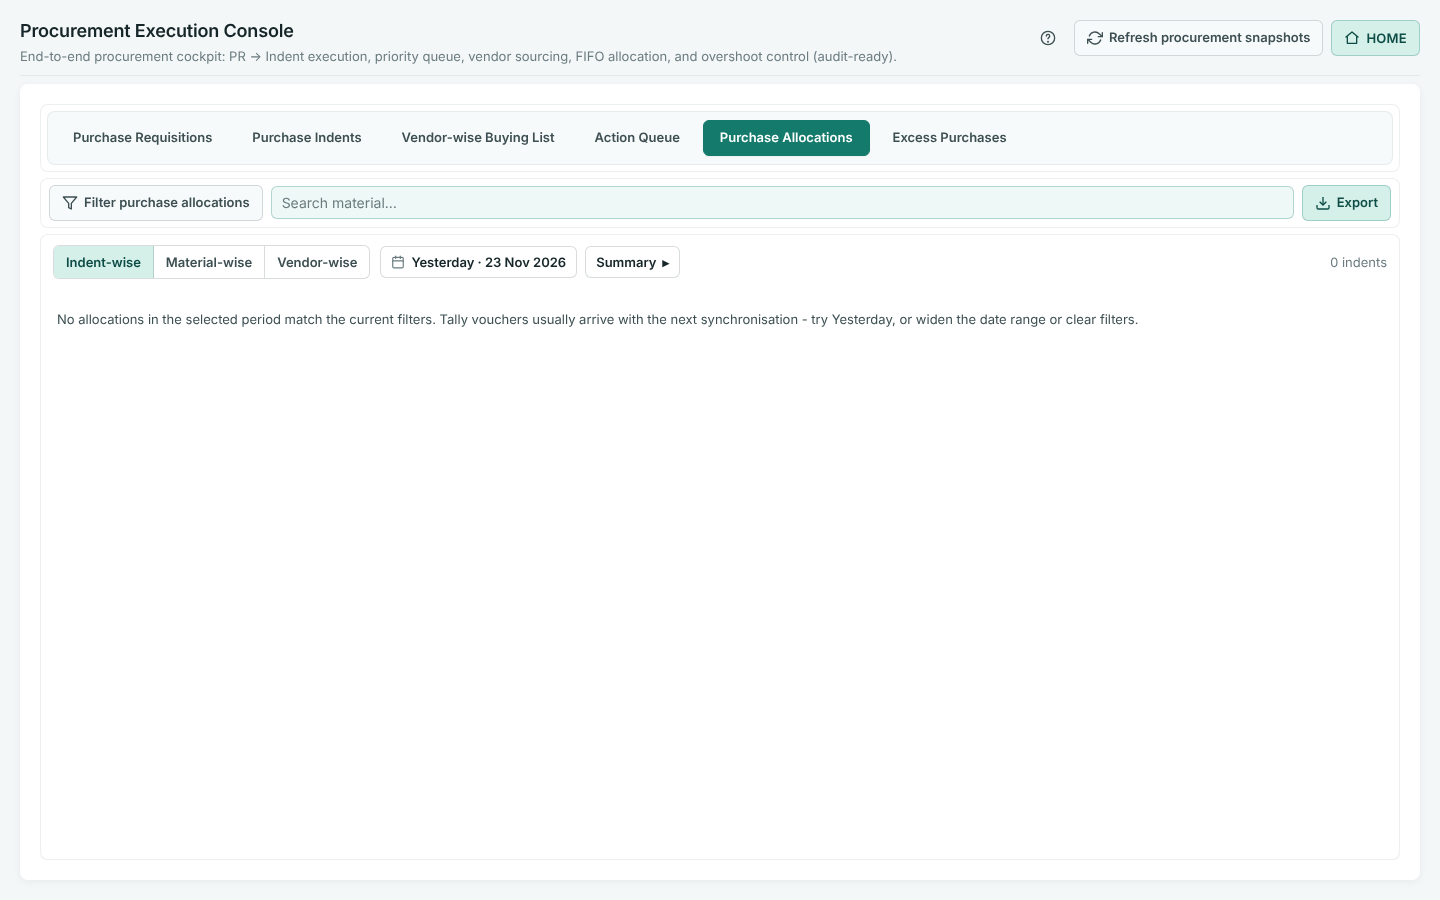 Procurement Execution Console
End-to-end procurement cockpit: PR → Indent execution, priority queue, vendor sourcing, FIFO allocation, and overshoot control (audit-ready).
Refresh procurement snapshots
HOME
Purchase Requisitions
Purchase Indents
Vendor-wise Buying List
Action Queue
Purchase Allocations
Excess Purchases
Filter purchase allocations
Search material...
Export
Indent-wise
Material-wise
Vendor-wise
Yesterday · 23 Nov 2026
Summary ▸
0 indents
No allocations in the selected period match the current filters. Tally vouchers usually arrive with the next synchronisation - try Yesterday, or widen the date range or clear filters.